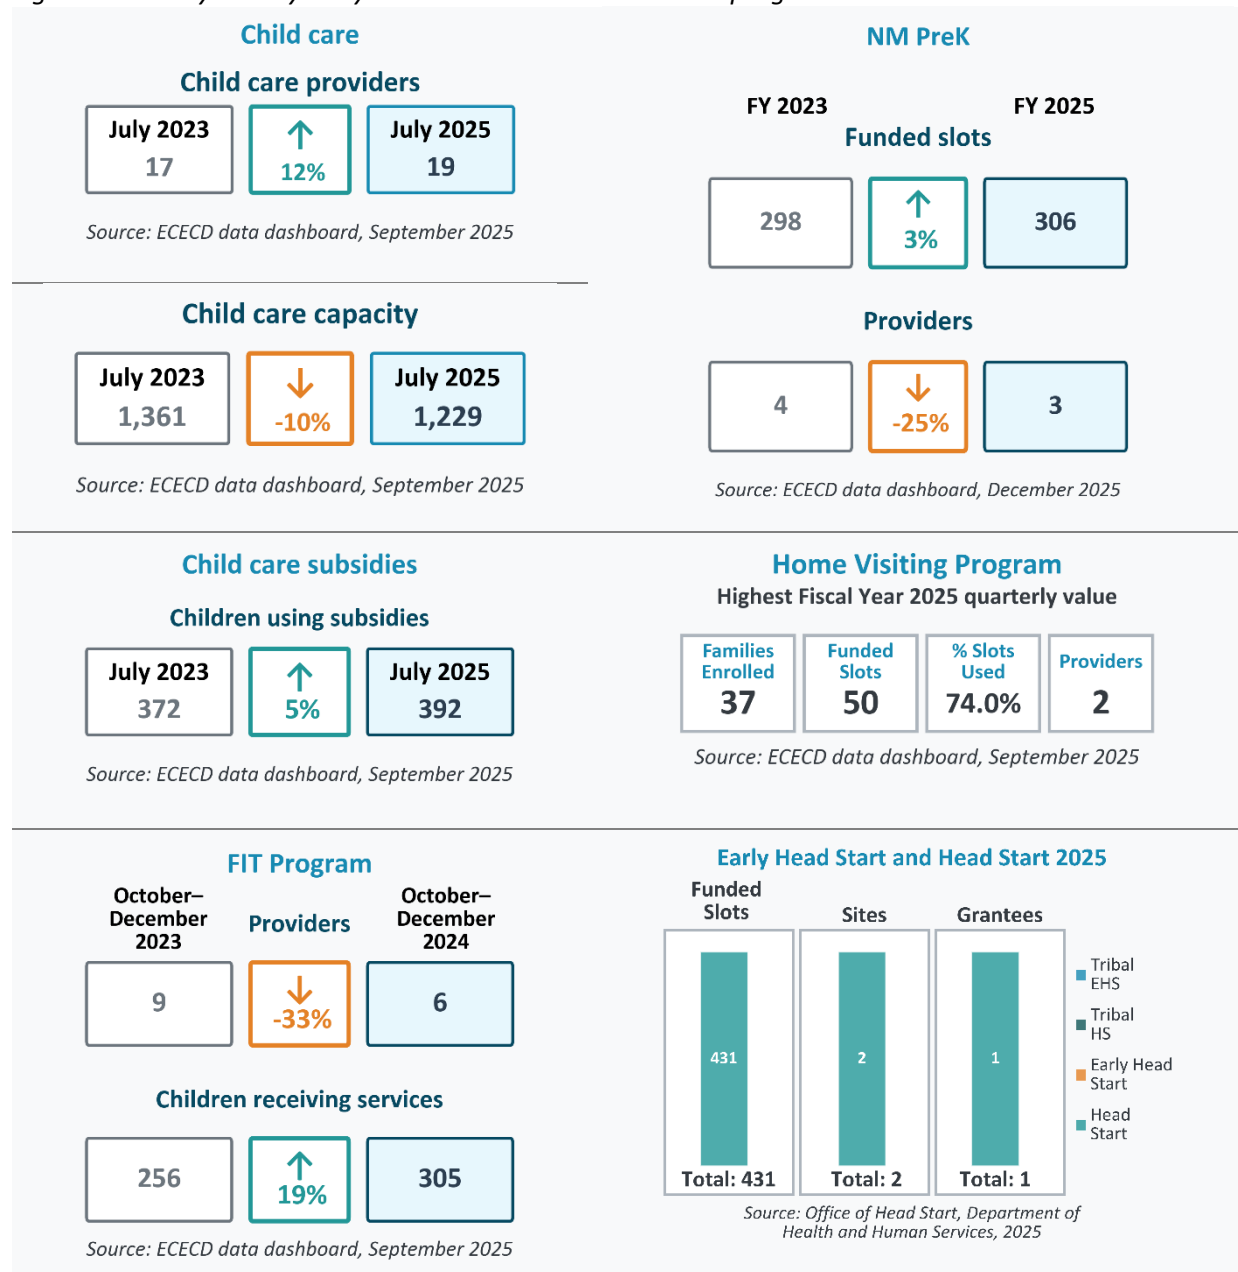 Child care
Child care providers
July 2023
17
12%
July 2025
19
Source: ECECD data dashboard, September 2025
Child care capacity
July 2023
1,361
-10%
July 2025
1,229
Source: ECECD data dashboard, September 2025
NM PreK
FY 2023
FY 2025
Funded slots
298
3%
306
Providers
4
-25%
3
Source: ECECD data dashboard, December 2025
Child care subsidies
Children using subsidies
July 2023
372
5%
July 2025
392
Source: ECECD data dashboard, September 2025
Home Visiting Program
Highest Fiscal Year 2025 quarterly value
Families
Enrolled
37
Funded
Slots
50
% Slots
Used
74.0%
Providers
2
Source: ECECD data dashboard, September 2025
FIT Program
October–
December
2023
Providers
October–
December
2024
9
-33%
6
Children receiving services
256
19%
305
Source: ECECD data dashboard, September 2025
Early Head Start and Head Start 2025
Funded
Slots
Sites
Grantees
431
2
1
Total: 431
Total: 2
Total: 1
Tribal
EHS
Tribal
HS
Early Head
Start
Head
Start
Source: Office of Head Start, Department of
Health and Human Services, 2025